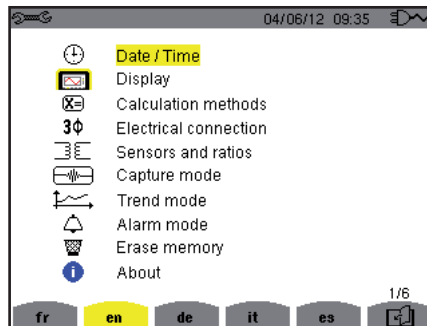 04/06/12 09:35
Date / Time
Display
X= Calculation methods
3ϕ Electrical connection
Sensors and ratios
Capture mode
Trend mode
Alarm mode
Erase memory
i About
1/6
fr en de it es